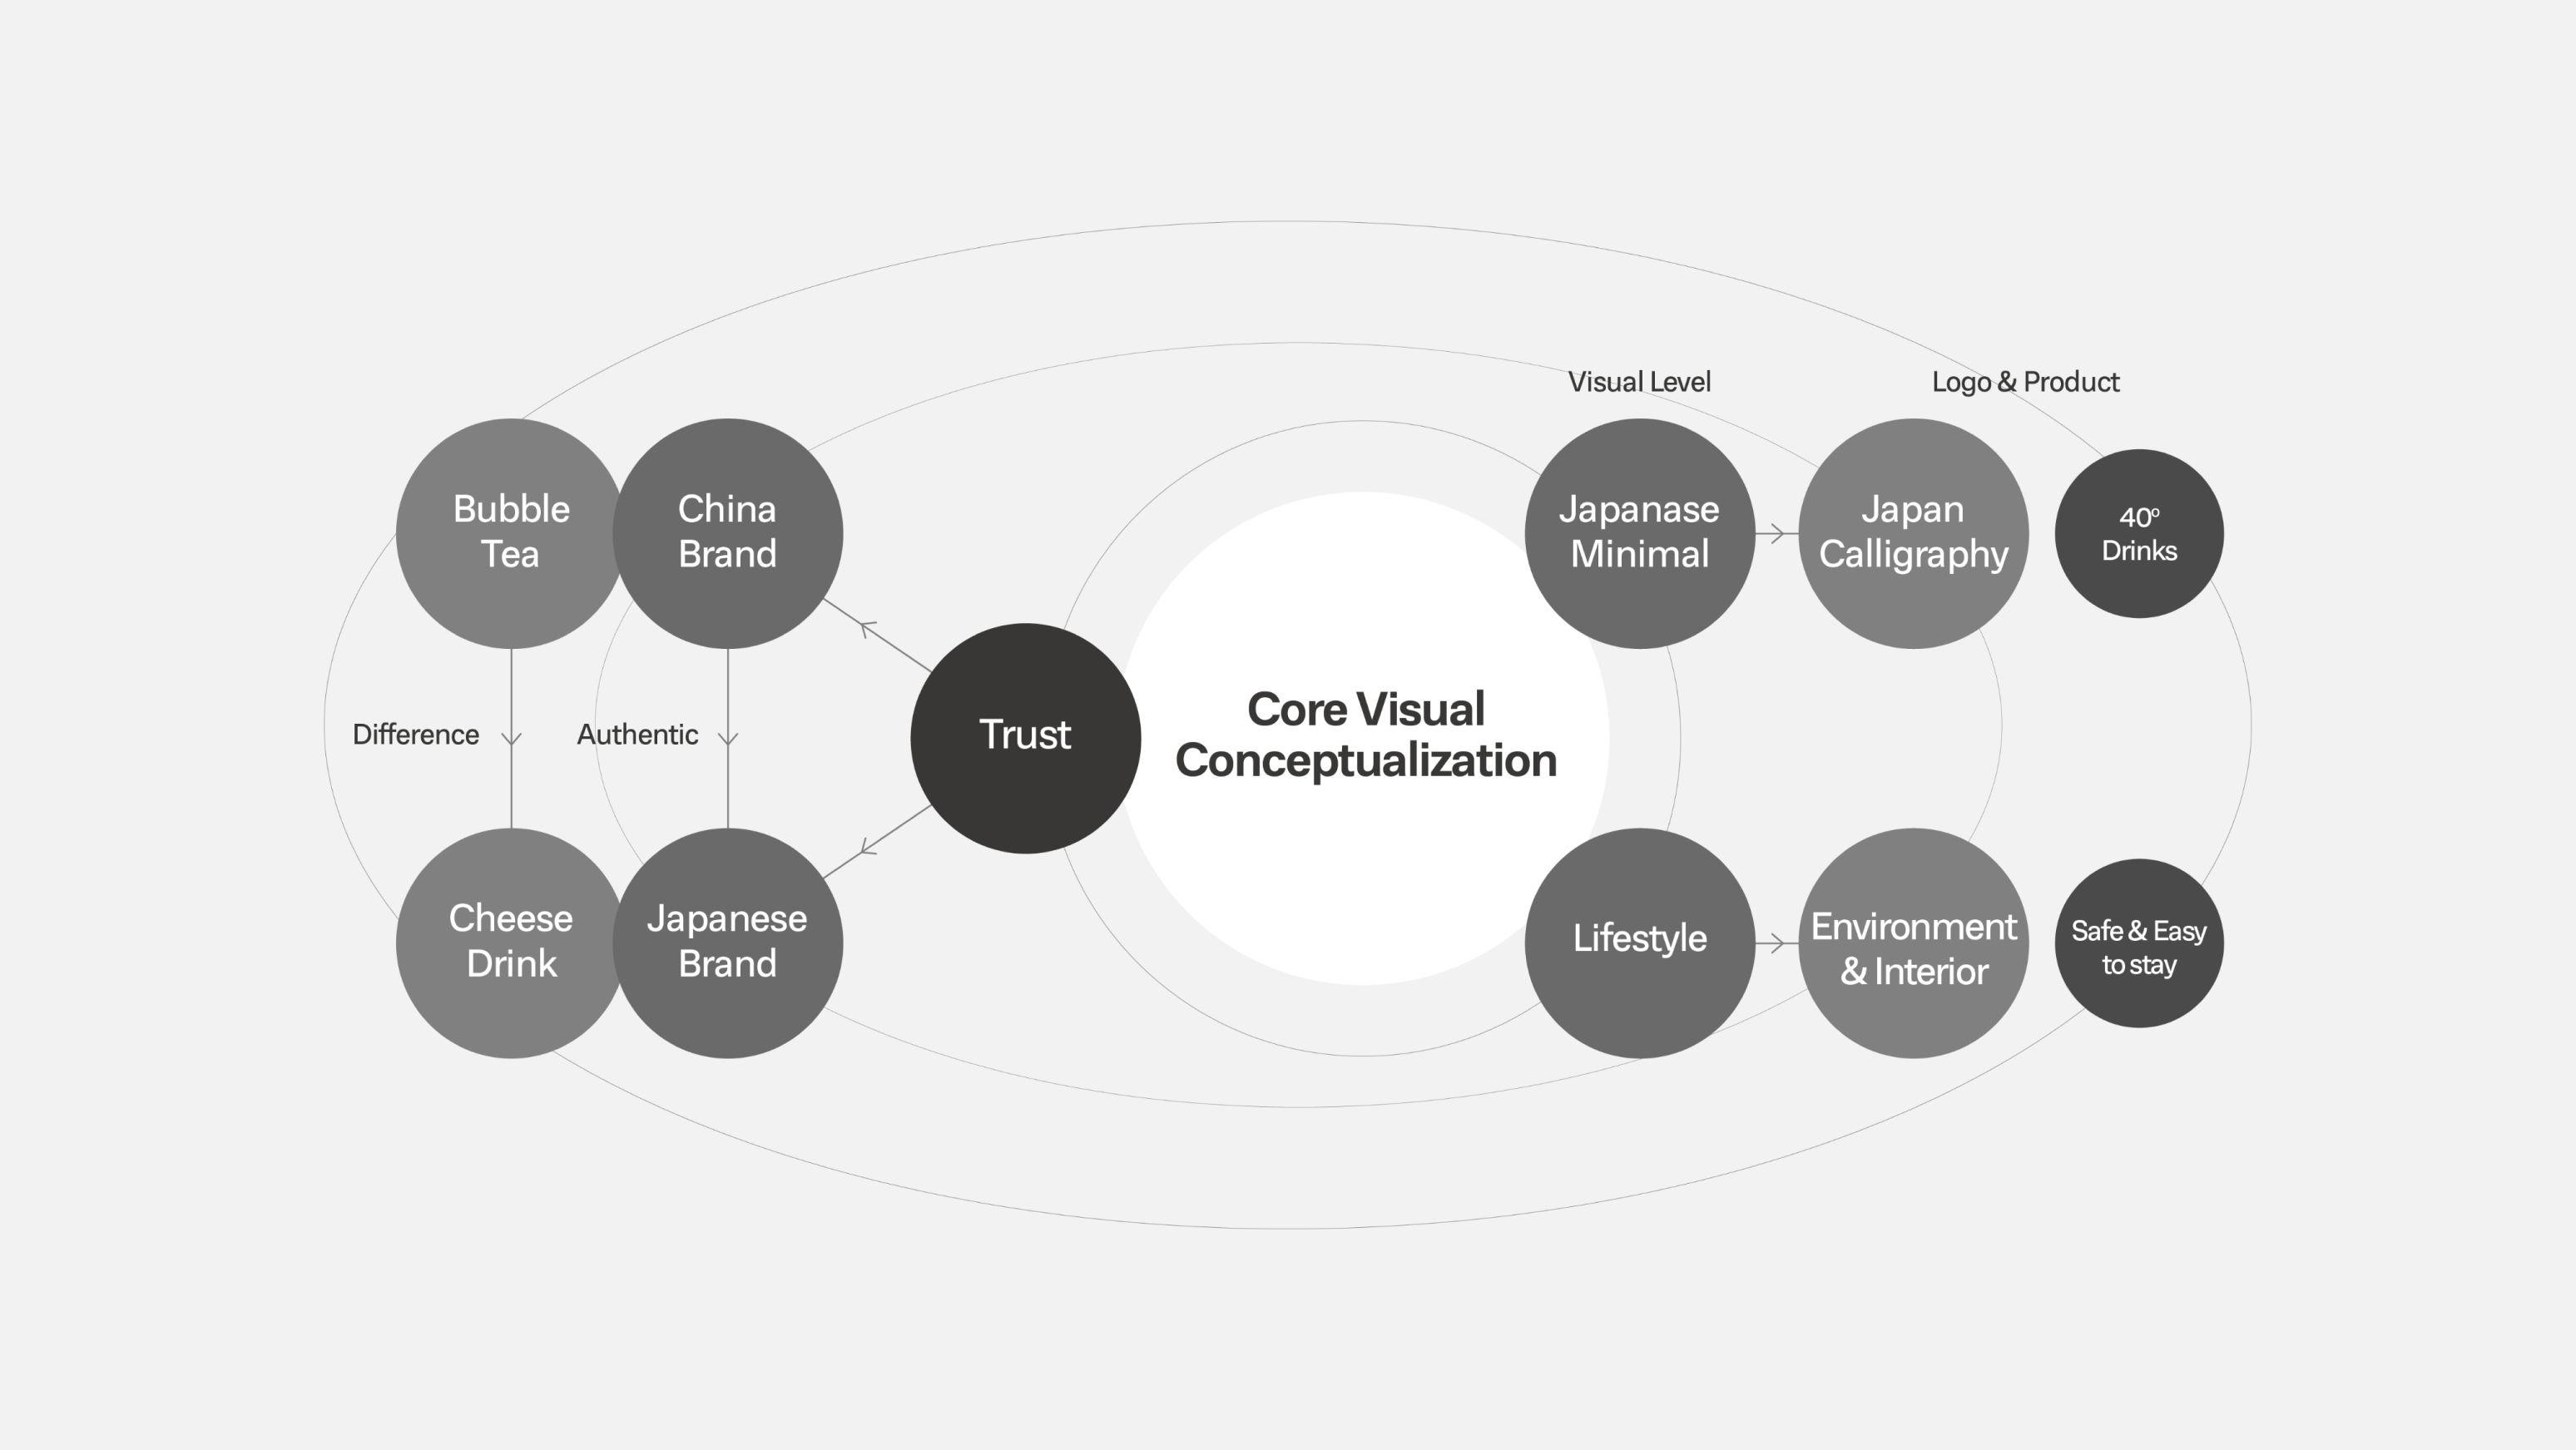 Visual Level
Logo & Product
Bubble
Tea
China
Brand
Japanase
Minimal
Japan
Calligraphy
40º
Drinks
Difference
Authentic
Trust
Core Visual
Conceptualization
Cheese
Drink
Japanese
Brand
Lifestyle
Environment
& Interior
Safe & Easy
to stay